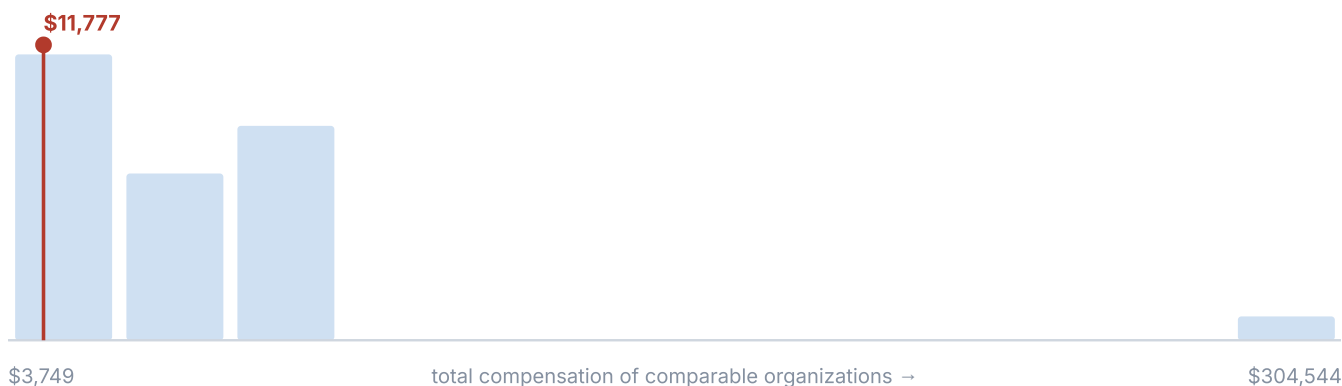 $11,777
$3,749
total compensation of comparable organizations →
$304,544